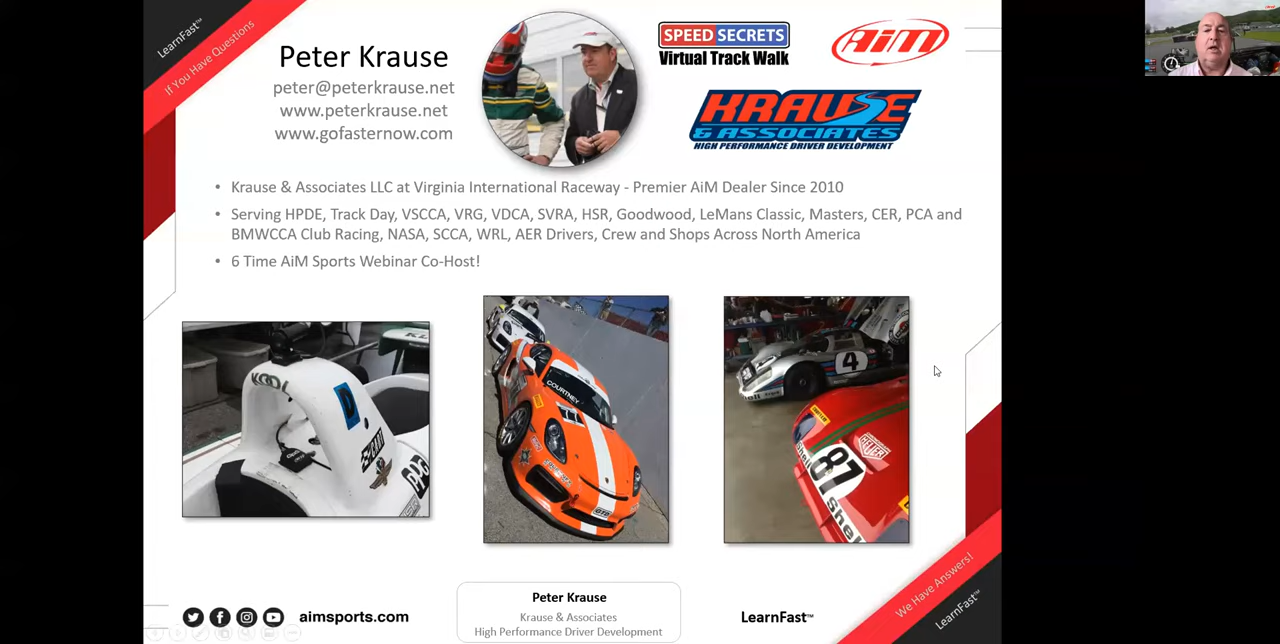 LearnFast™
If You Have Questions
Peter Krause
peter@peterkrause.net
www.peterkrause.net
www.gofasternow.com
SPEED SECRETS
Virtual Track Walk
AiM
KRAUSE
& ASSOCIATES
HIGH PERFORMANCE DRIVER DEVELOPMENT
• Krause & Associates LLC at Virginia International Raceway - Premier AiM Dealer Since 2010
• Serving HPDE, Track Day, VSCCA, VRG, VDCA, SVRA, HSR, Goodwood, LeMans Classic, Masters, CER, PCA and
BMWCCA Club Racing, NASA, SCCA, WRL, AER Drivers, Crew and Shops Across North America
• 6 Time AiM Sports Webinar Co-Host!
KOOL
D
PPG
COURTNEY
GTD
4
HEUER
87
Shell
Shell
We Have Answers!
LearnFast™
aimsports.com
Peter Krause
Krause & Associates
High Performance Driver Development
LearnFast™